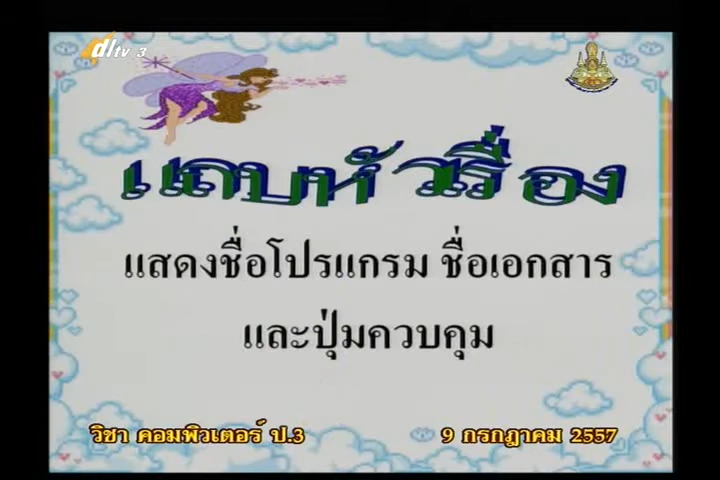 dltv 3
แถบหัวเรื่อง
แสดงชื่อโปรแกรม ชื่อเอกสาร
และปุ่มควบคุม
วิชา คอมพิวเตอร์ ป.3
9 กรกฎาคม 2557